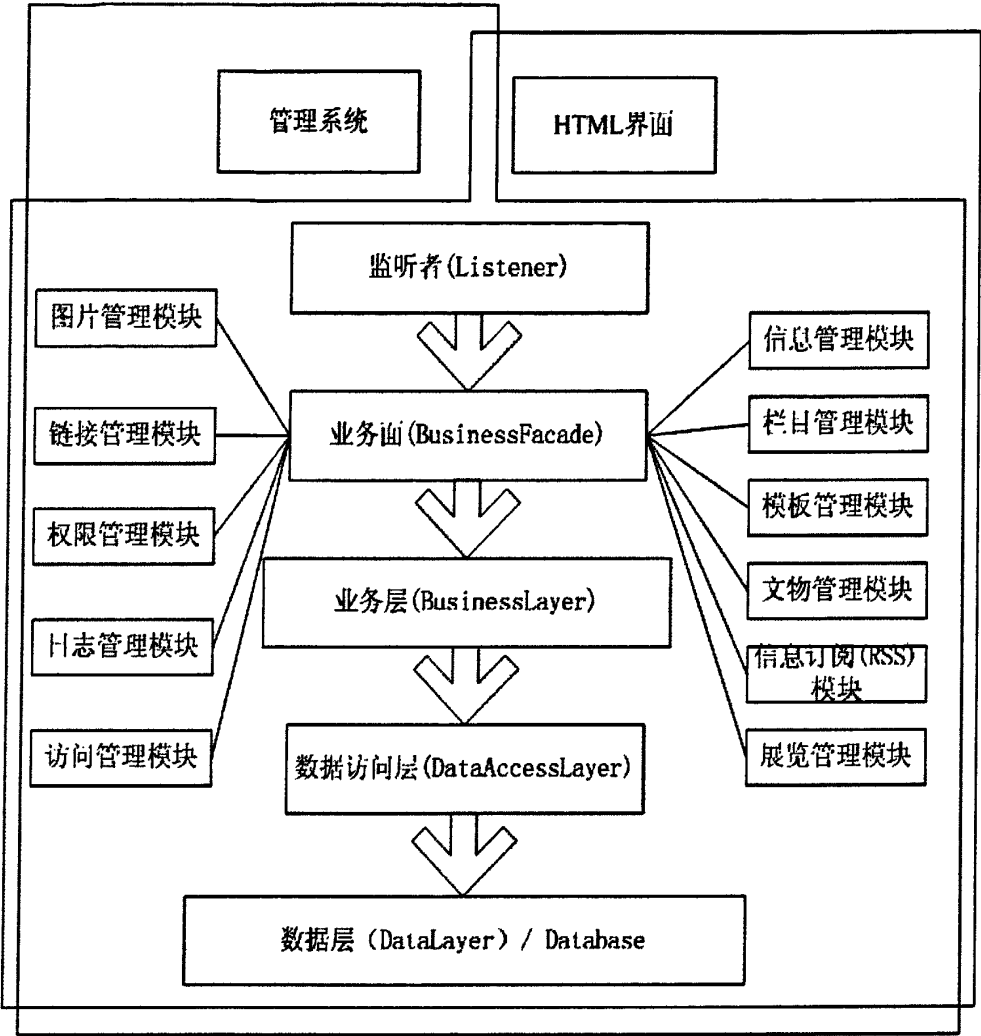 管理系统
HTML界面
监听者(Listener)
图片管理模块
信息管理模块
链接管理模块
业务面(BusinessFacade)
栏目管理模块
权限管理模块
模板管理模块
业务层(BusinessLayer)
文物管理模块
日志管理模块
信息订阅(RSS)
模块
访问管理模块
数据访问层(DataAccessLayer)
展览管理模块
数据层（DataLayer）/ Database